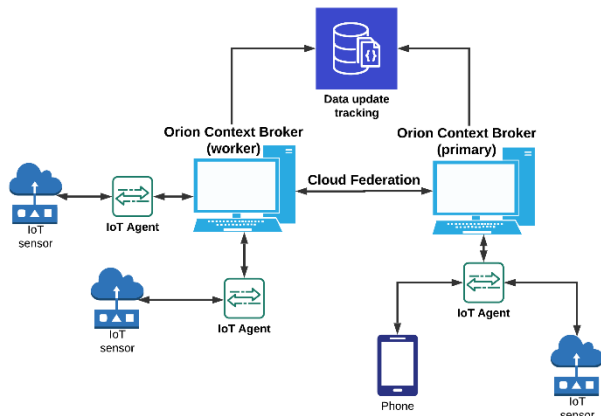 Data update
tracking
Orion Context Broker
(worker)
Orion Context Broker
(primary)
Cloud Federation
IoT
sensor
IoT Agent
IoT Agent
IoT
sensor
IoT Agent
Phone
IoT
sensor